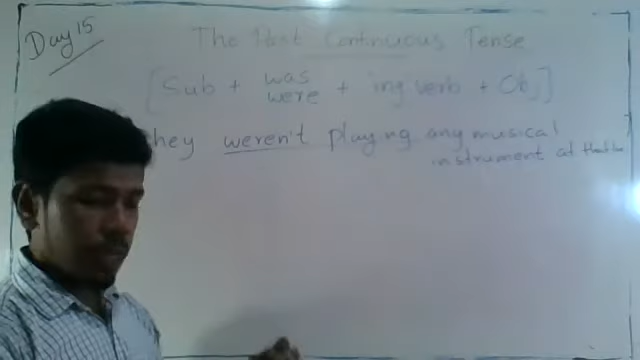 Day 15
The Past Continuous Tense
[Sub + was + ing verb + Obj]
were
hey weren't playing any musical
instrument at that